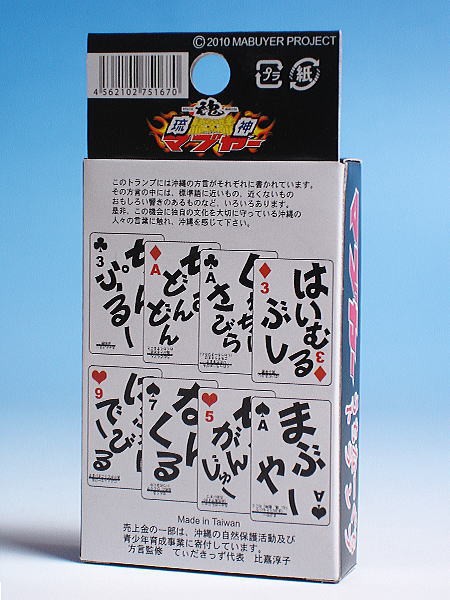 © 2010 MABUYER PROJECT
4 562102 751670
プラ
紙
魂
琉神
マブヤー
このトランプには沖縄の方言がそれぞれに書かれています。
その方言の中には、標準語に近いもの、近くないもの
おもしろい響きのあるものなど、いろいろあります。
是非、この機会に独自の文化を大切に守っている沖縄の
人々の言葉に触れ、沖縄を感じて下さい。
3
ぷるー
A
どんどん
A
さびら
3
はいむる
ぶし
3
9
でーびる
7
なん
くる
5
がんじゅー
A
まぶ
やー
A
Made in Taiwan
売上金の一部は、沖縄の自然保護活動及び
青少年育成事業に寄付しています。
方言監修 てぃださっず代表 比嘉淳子